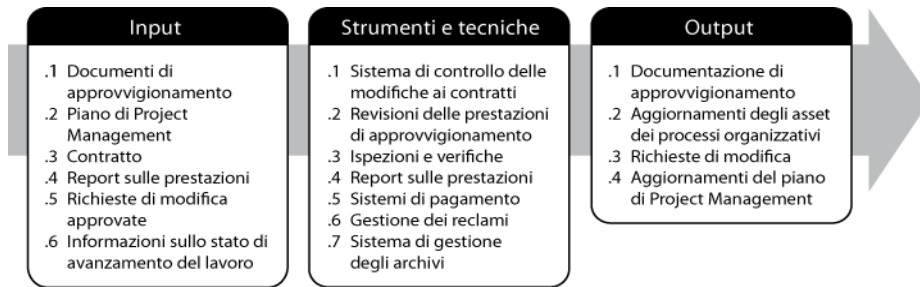 Input
.1 Documenti di
approvvigionamento
.2 Piano di Project
Management
.3 Contratto
.4 Report sulle prestazioni
.5 Richieste di modifica
approvate
.6 Informazioni sullo stato di
avanzamento del lavoro
Strumenti e tecniche
.1 Sistema di controllo delle
modifiche ai contratti
.2 Revisioni delle prestazioni
di approvvigionamento
.3 Ispezioni e verifiche
.4 Report sulle prestazioni
.5 Sistemi di pagamento
.6 Gestione dei reclami
.7 Sistema di gestione
degli archivi
Output
.1 Documentazione di
approvvigionamento
.2 Aggiornamenti degli asset
dei processi organizzativi
.3 Richieste di modifica
.4 Aggiornamenti del piano
di Project Management